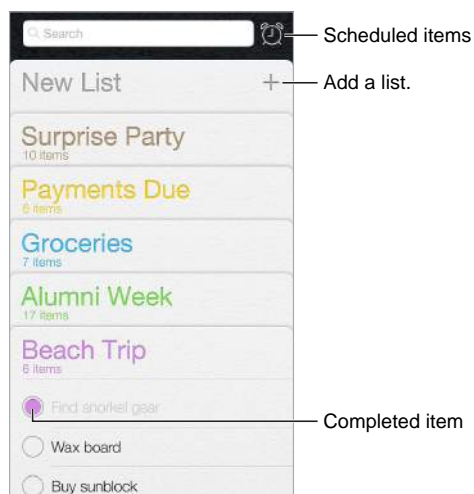 Search
Scheduled items
New List
Add a list.
Surprise Party
10 items
Payments Due
6 items
Groceries
7 items
Alumni Week
17 items
Beach Trip
6 items
Find snorkel gear
Completed item
Wax board
Buy sunblock